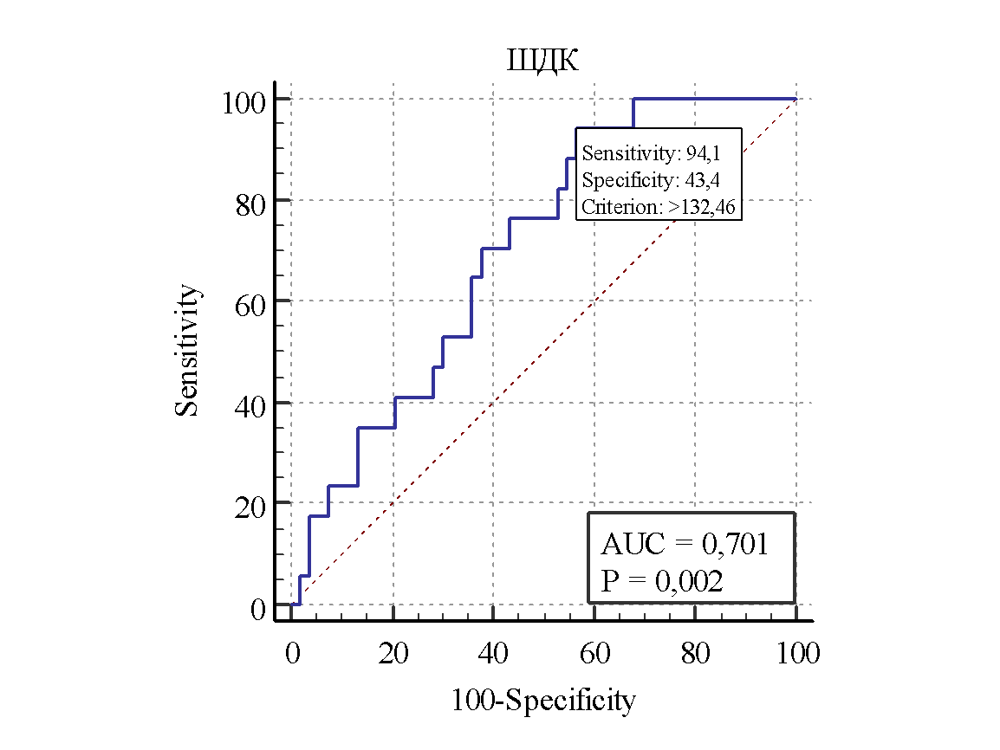 ШДК
100
80
60
40
20
0
Sensitivity
Sensitivity: 94,1
Specificity: 43,4
Criterion: >132,46
AUC = 0,701
P = 0,002
0 20 40 60 80 100
100-Specificity